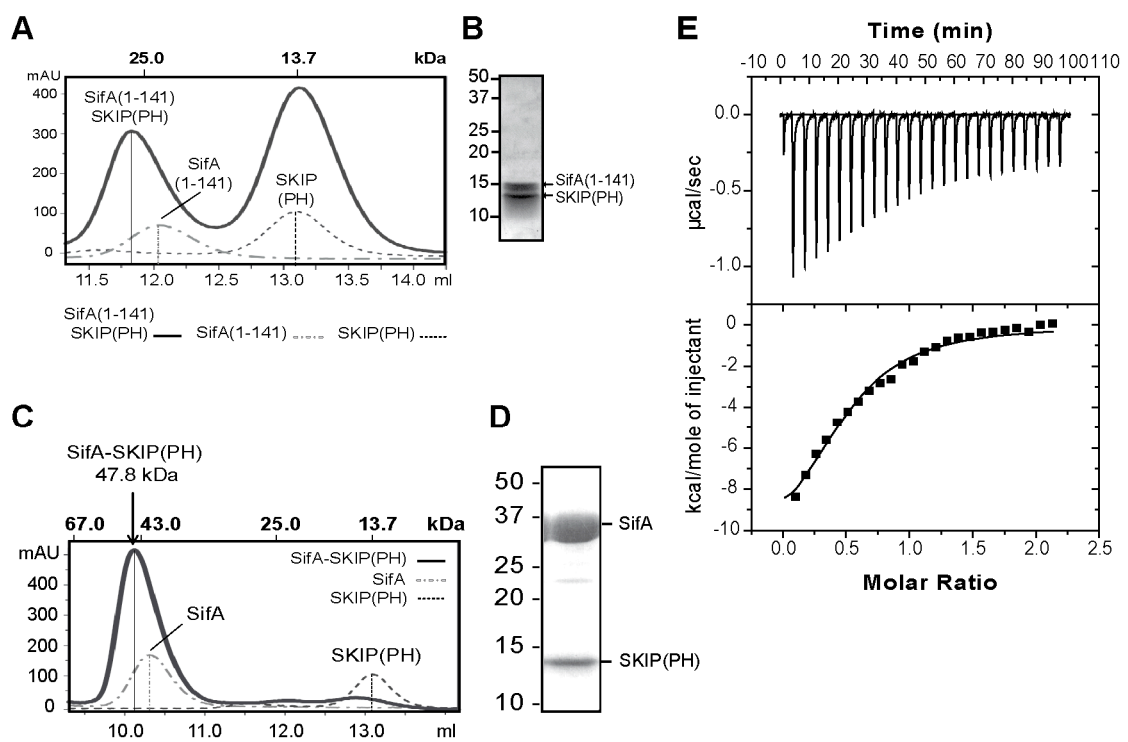 A
25.0 13.7 kDa
mAU
400
300
200
100
0
SifA(1-141)
SKIP(PH)
SifA
(1-141)
SKIP
(PH)
11.5 12.0 12.5 13.0 13.5 14.0 ml
SifA(1-141)
SKIP(PH) SifA(1-141) SKIP(PH)
B
50
37
25
20
15
10
SifA(1-141)
SKIP(PH)
C
SifA-SKIP(PH)
47.8 kDa
67.0 43.0 25.0 13.7 kDa
mAU
400
300
200
100
0
SifA-SKIP(PH)
SifA
SKIP(PH)
SifA
SKIP(PH)
10.0 11.0 12.0 13.0 ml
D
50
37
25
20
15
10
SifA
SKIP(PH)
E
Time (min)
-10 0 10 20 30 40 50 60 70 80 90 100 110
0.0
-0.5
-1.0
µcal/sec
0
-2
-4
-6
-8
-10
kcal/mole of injectant
0.0 0.5 1.0 1.5 2.0 2.5
Molar Ratio